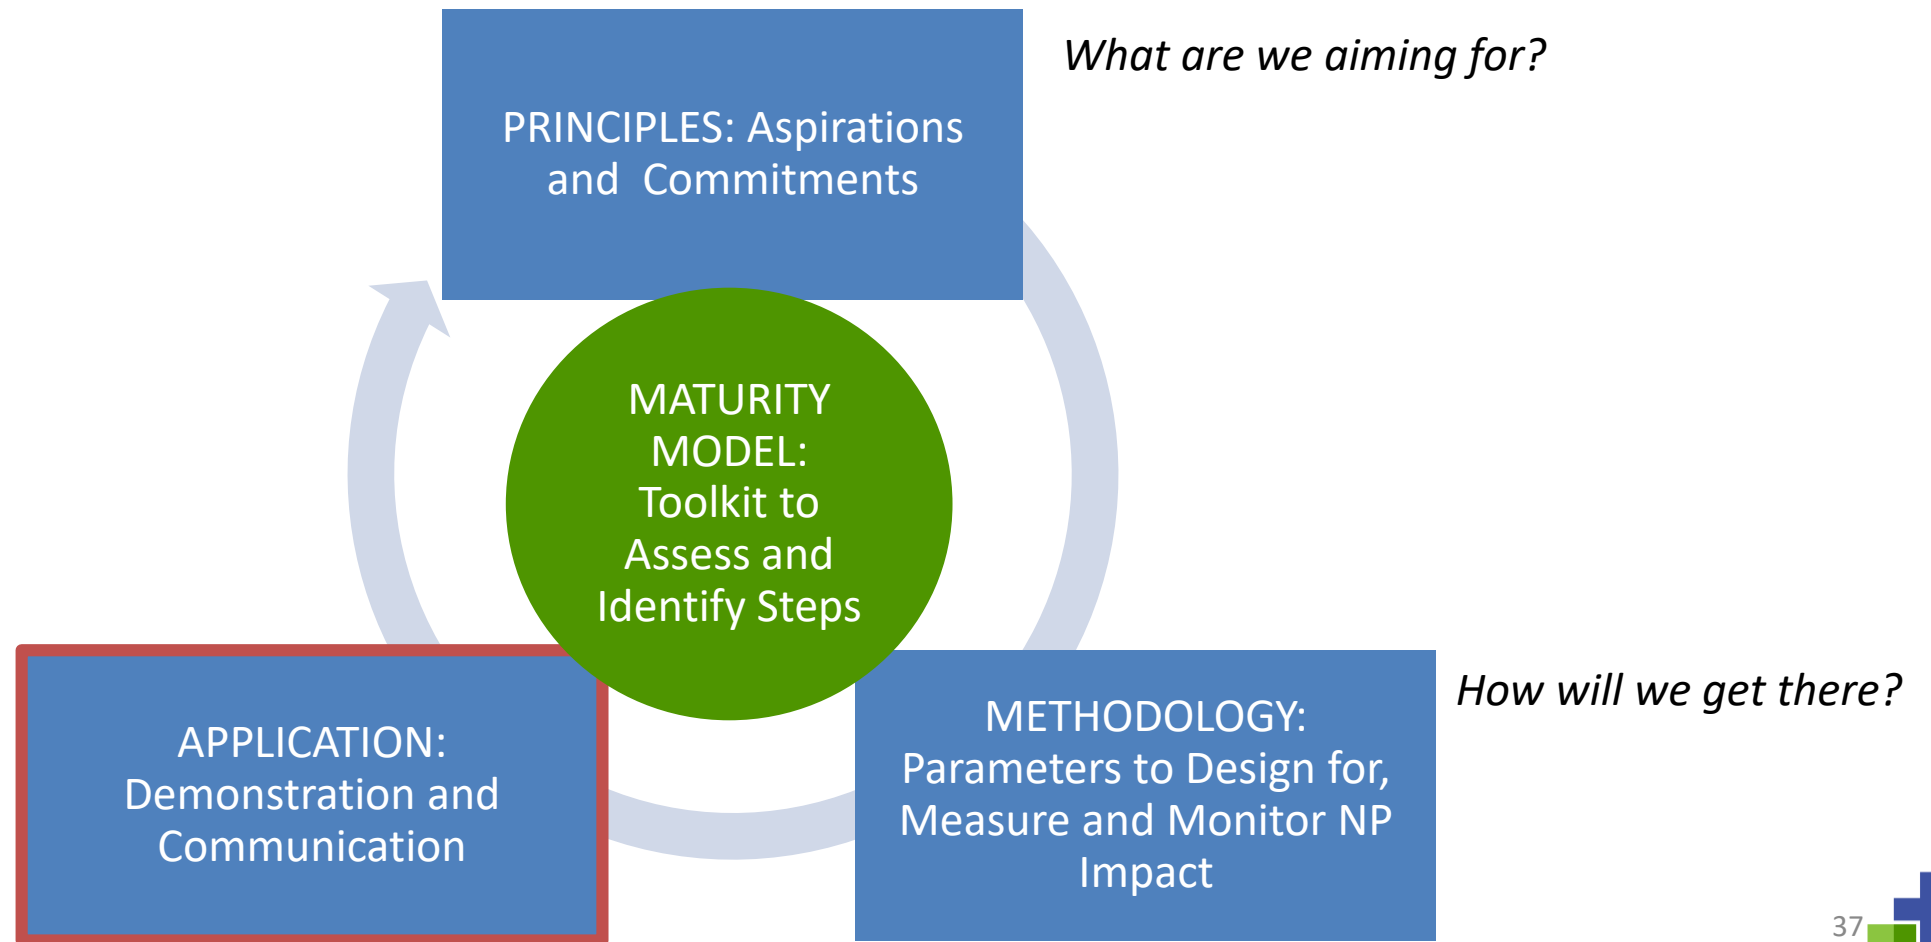 What are we aiming for?
PRINCIPLES: Aspirations
and Commitments
MATURITY
MODEL:
Toolkit to
Assess and
Identify Steps
How will we get there?
METHODOLOGY:
Parameters to Design for,
Measure and Monitor NP
Impact
APPLICATION:
Demonstration and
Communication
37